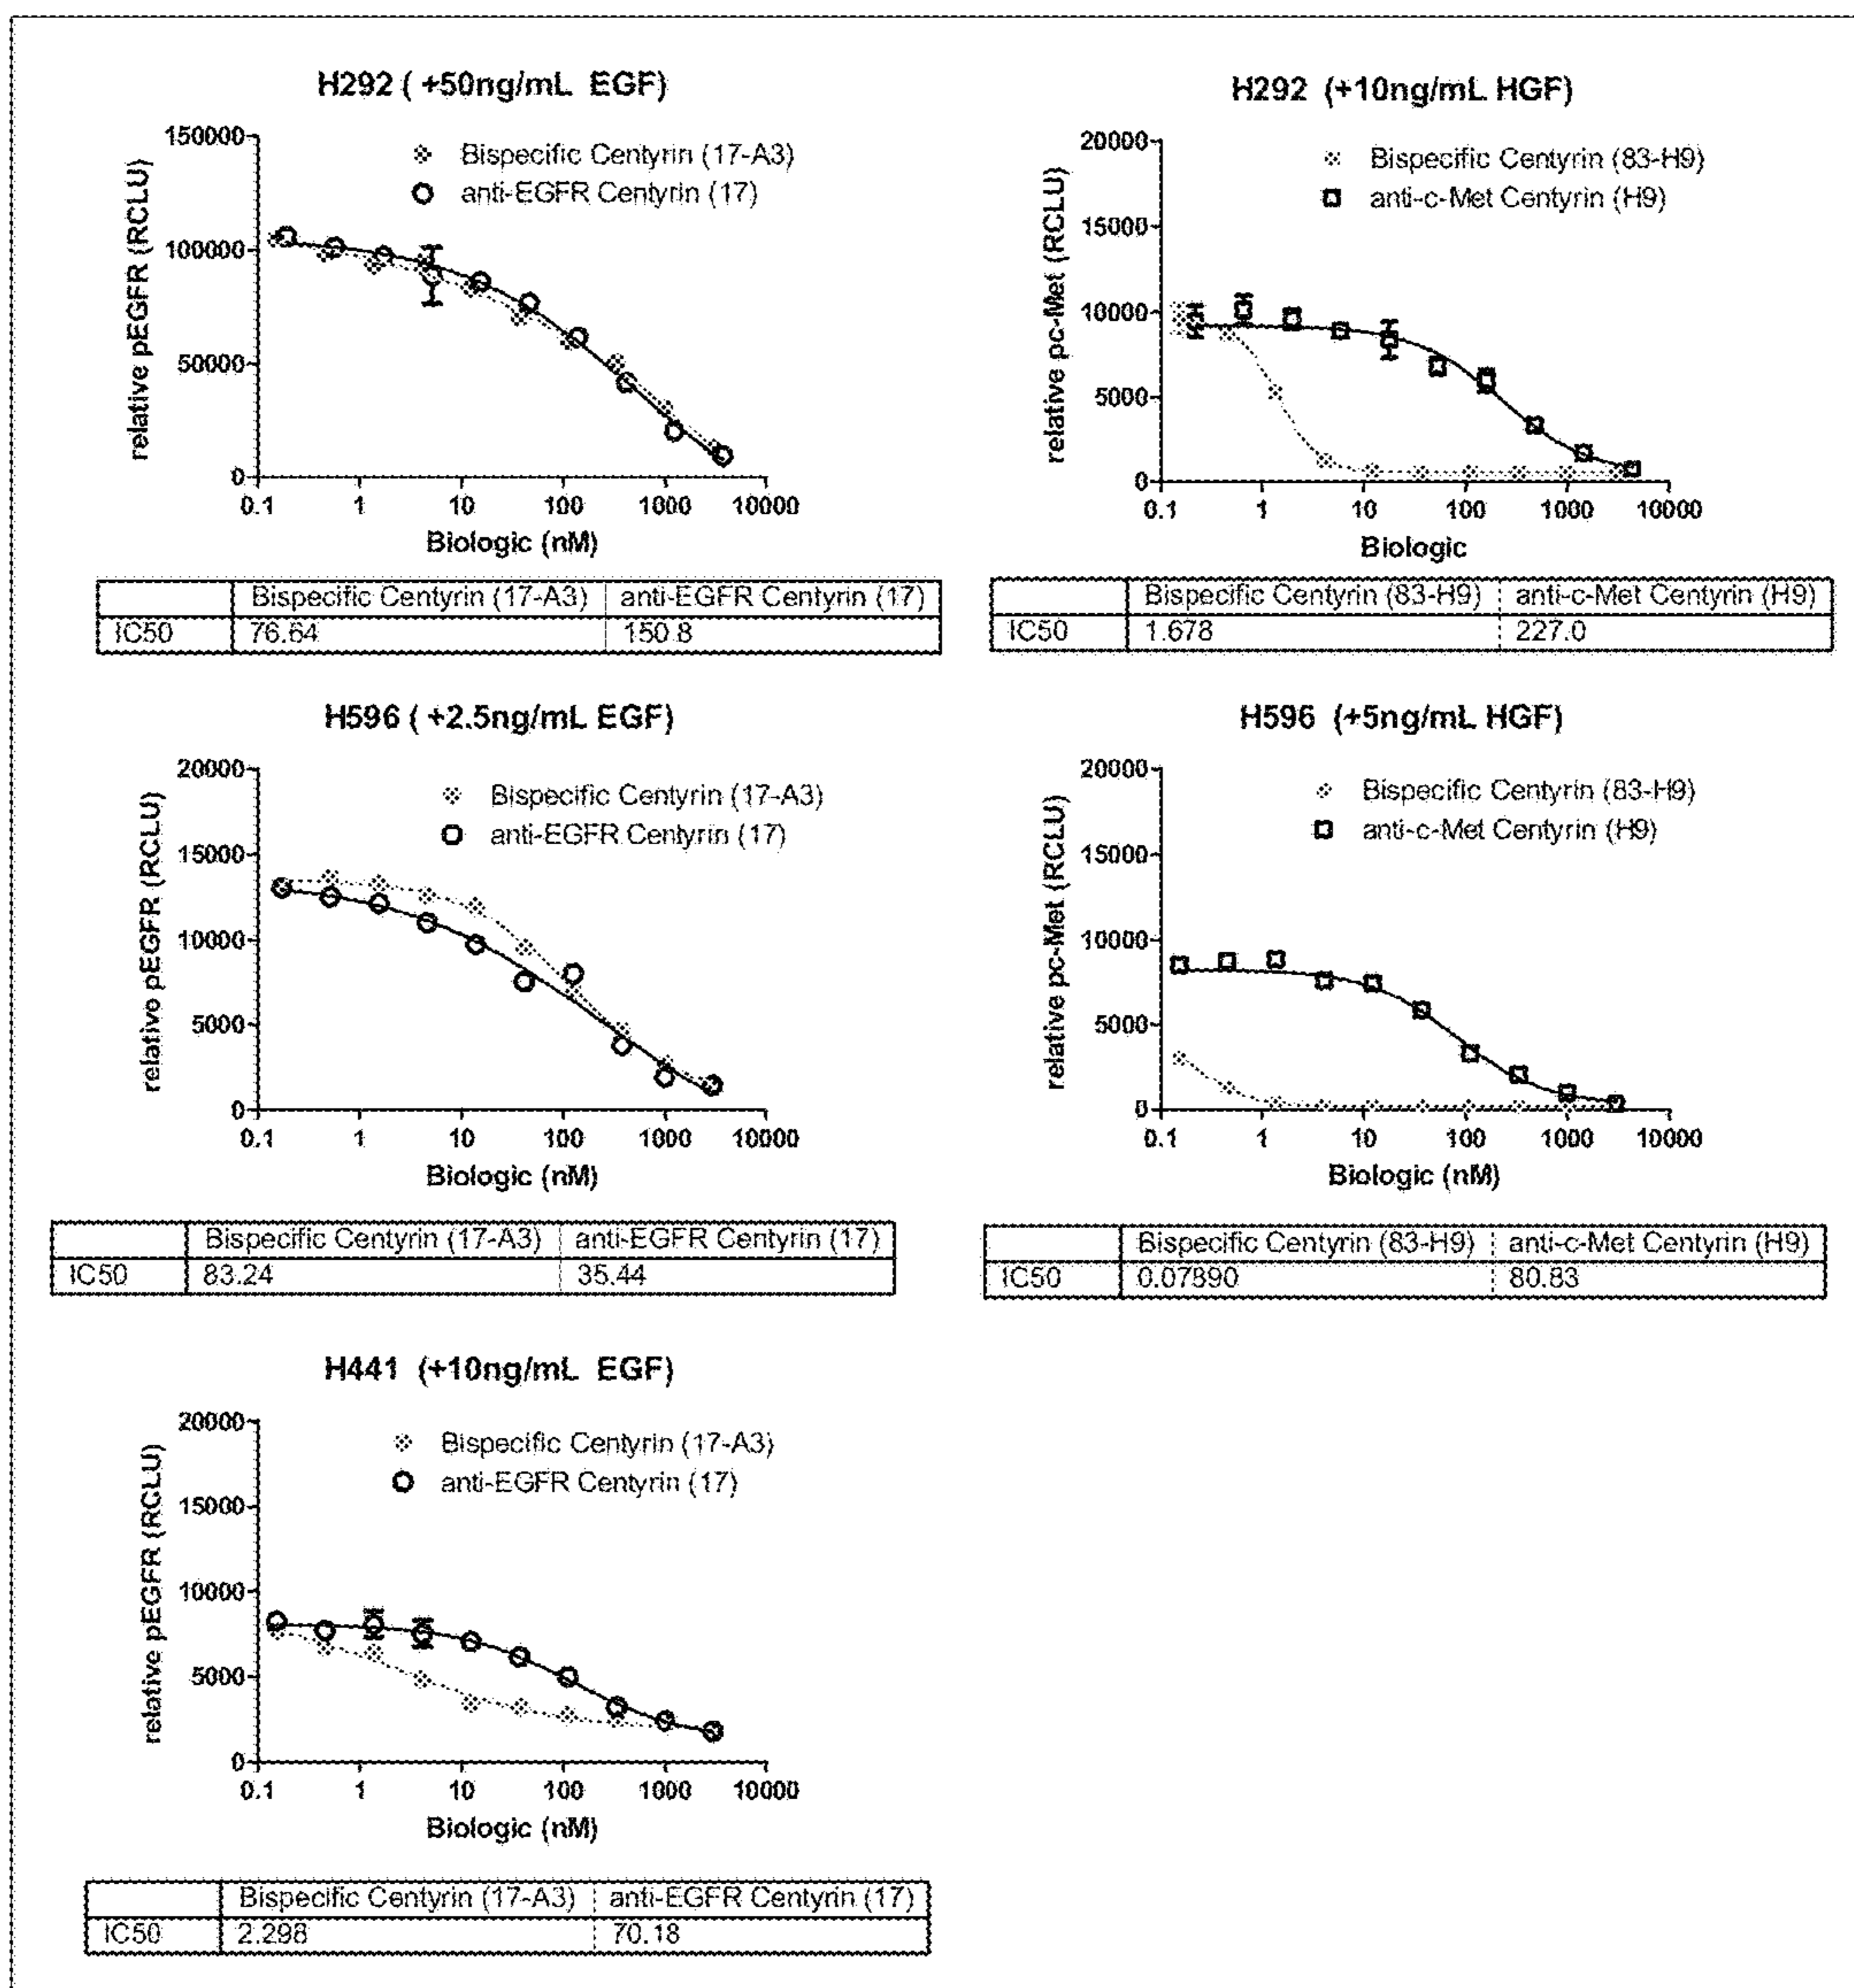 H292 ( +50ng/mL EGF)
150000
100000
50000
0
relative pEGFR (RCLU)
Bispecific Centyrin (17-A3)
anti-EGFR Centyrin (17)
0.1 1 10 100 1000 10000
Biologic (nM)
Bispecific Centyrin (17-A3) anti-EGFR Centyrin (17)
IC50 76.64 150.8
H292 (+10ng/mL HGF)
20000
15000
10000
5000
0
relative pc-Met (RCLU)
Bispecific Centyrin (83-H9)
anti-c-Met Centyrin (H9)
0.1 1 10 100 1000 10000
Biologic
Bispecific Centyrin (83-H9) anti-c-Met Centyrin (H9)
IC50 1.678 227.0
H596 ( +2.5ng/mL EGF)
20000
15000
10000
5000
0
relative pEGFR (RCLU)
Bispecific Centyrin (17-A3)
anti-EGFR Centyrin (17)
0.1 1 10 100 1000 10000
Biologic (nM)
Bispecific Centyrin (17-A3) anti-EGFR Centyrin (17)
IC50 83.24 35.44
H596 (+5ng/mL HGF)
20000
15000
10000
5000
0
relative pc-Met (RCLU)
Bispecific Centyrin (83-H9)
anti-c-Met Centyrin (H9)
0.1 1 10 100 1000 10000
Biologic (nM)
Bispecific Centyrin (83-H9) anti-c-Met Centyrin (H9)
IC50 0.07890 80.83
H441 (+10ng/mL EGF)
20000
15000
10000
5000
0
relative pEGFR (RCLU)
Bispecific Centyrin (17-A3)
anti-EGFR Centyrin (17)
0.1 1 10 100 1000 10000
Biologic (nM)
Bispecific Centyrin (17-A3) anti-EGFR Centyrin (17)
IC50 2.298 70.18